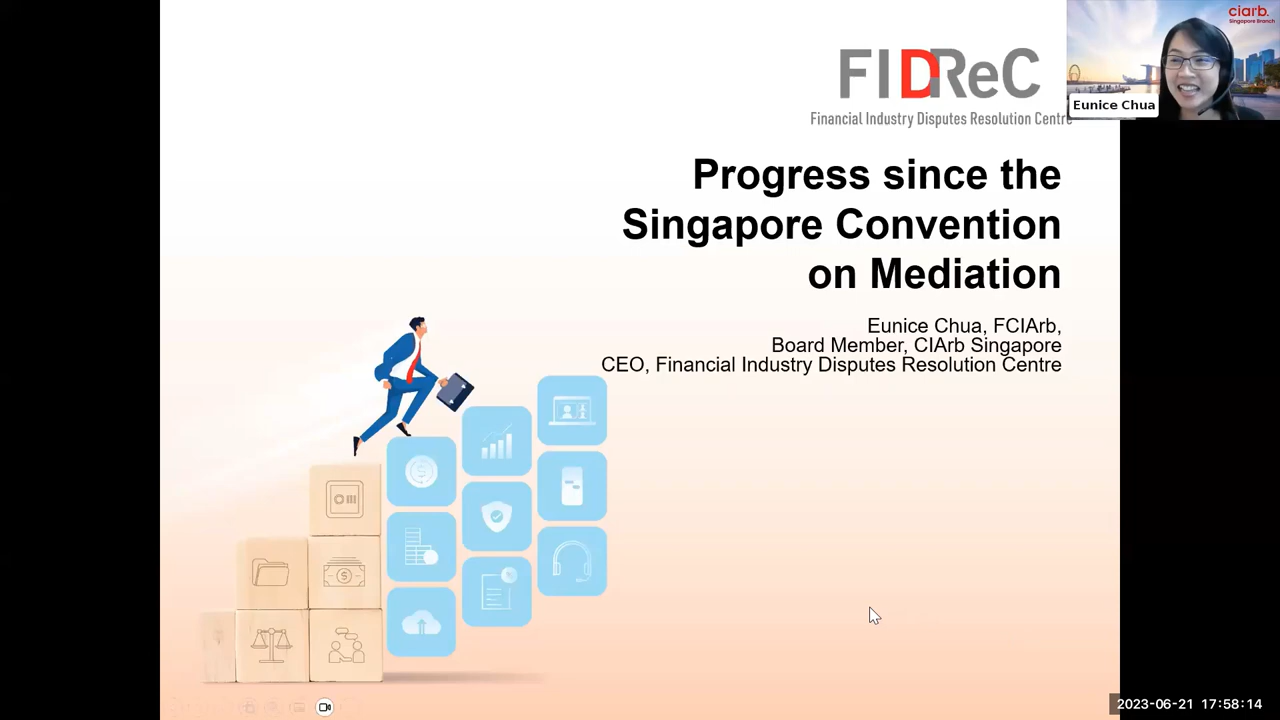 FIDReC
Financial Industry Disputes Resolution Centre
ciarb.
Singapore Branch
Eunice Chua
Progress since the
Singapore Convention
on Mediation
Eunice Chua, FCIArb,
Board Member, CIArb Singapore
CEO, Financial Industry Disputes Resolution Centre
2023-06-21 17:58:14